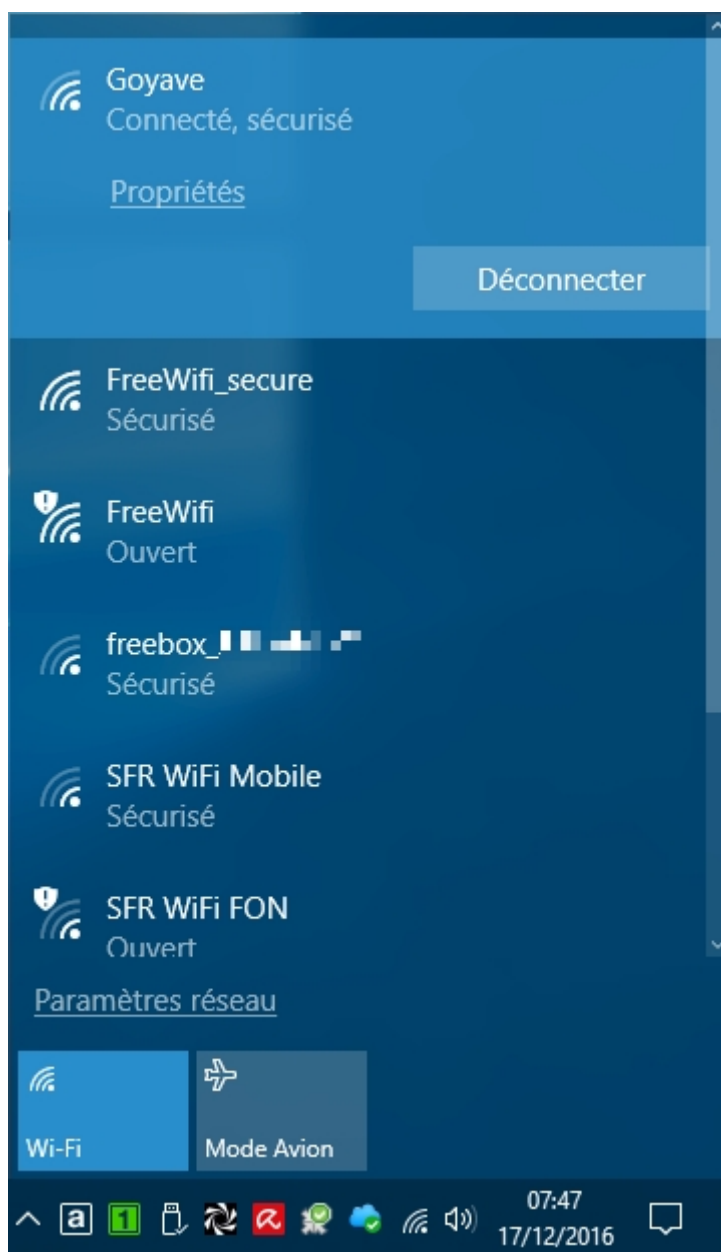 Goyave
Connecté, sécurisé
Propriétés
Déconnecter
FreeWifi_secure
Sécurisé
FreeWifi
Ouvert
freebox_
Sécurisé
SFR WiFi Mobile
Sécurisé
SFR WiFi FON
Ouvert
Paramètres réseau
Wi-Fi
Mode Avion
a 1 07:47
17/12/2016